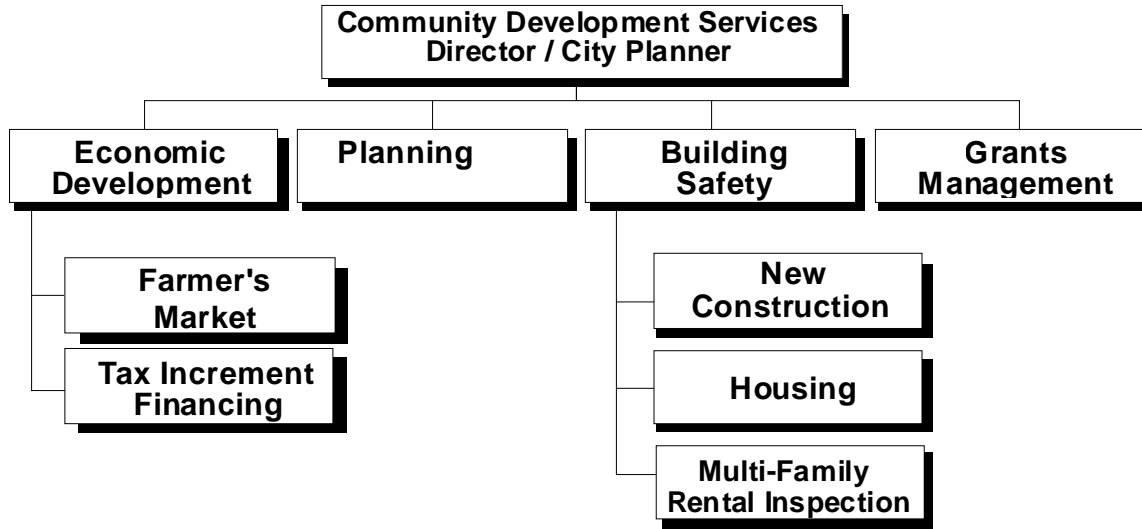 Community Development Services
Director / City Planner
Economic
Development
Planning
Building
Safety
Grants
Management
Farmer's
Market
Tax Increment
Financing
New
Construction
Housing
Multi-Family
Rental Inspection